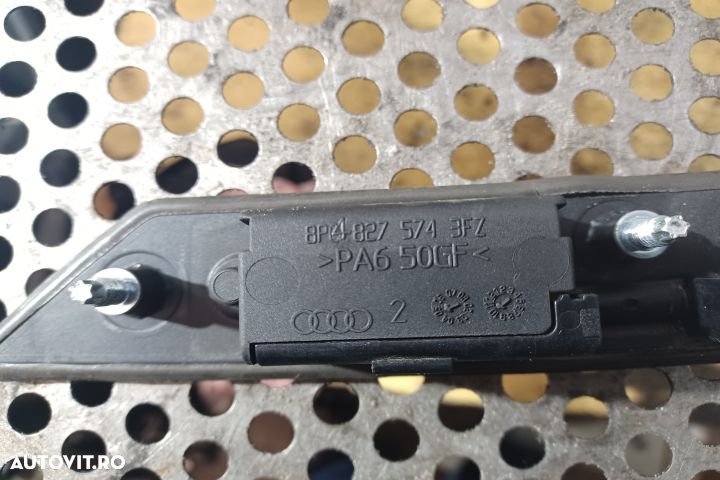 8P4 827 574 3FZ
>PA6 50GF<
2
AUTOVIT.RO